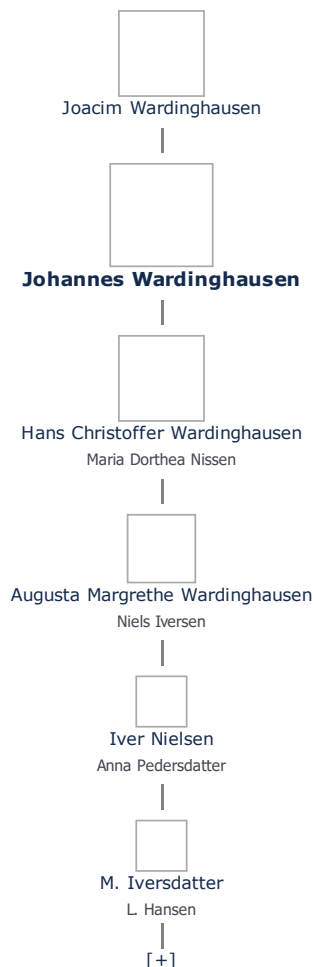 Joacim Wardinghausen
Johannes Wardinghausen
Hans Christoffer Wardinghausen
Maria Dorthea Nissen
Augusta Margrethe Wardinghausen
Niels Iversen
Iver Nielsen
Anna Pedersdatter
M. Iversdatter
L. Hansen
[+]